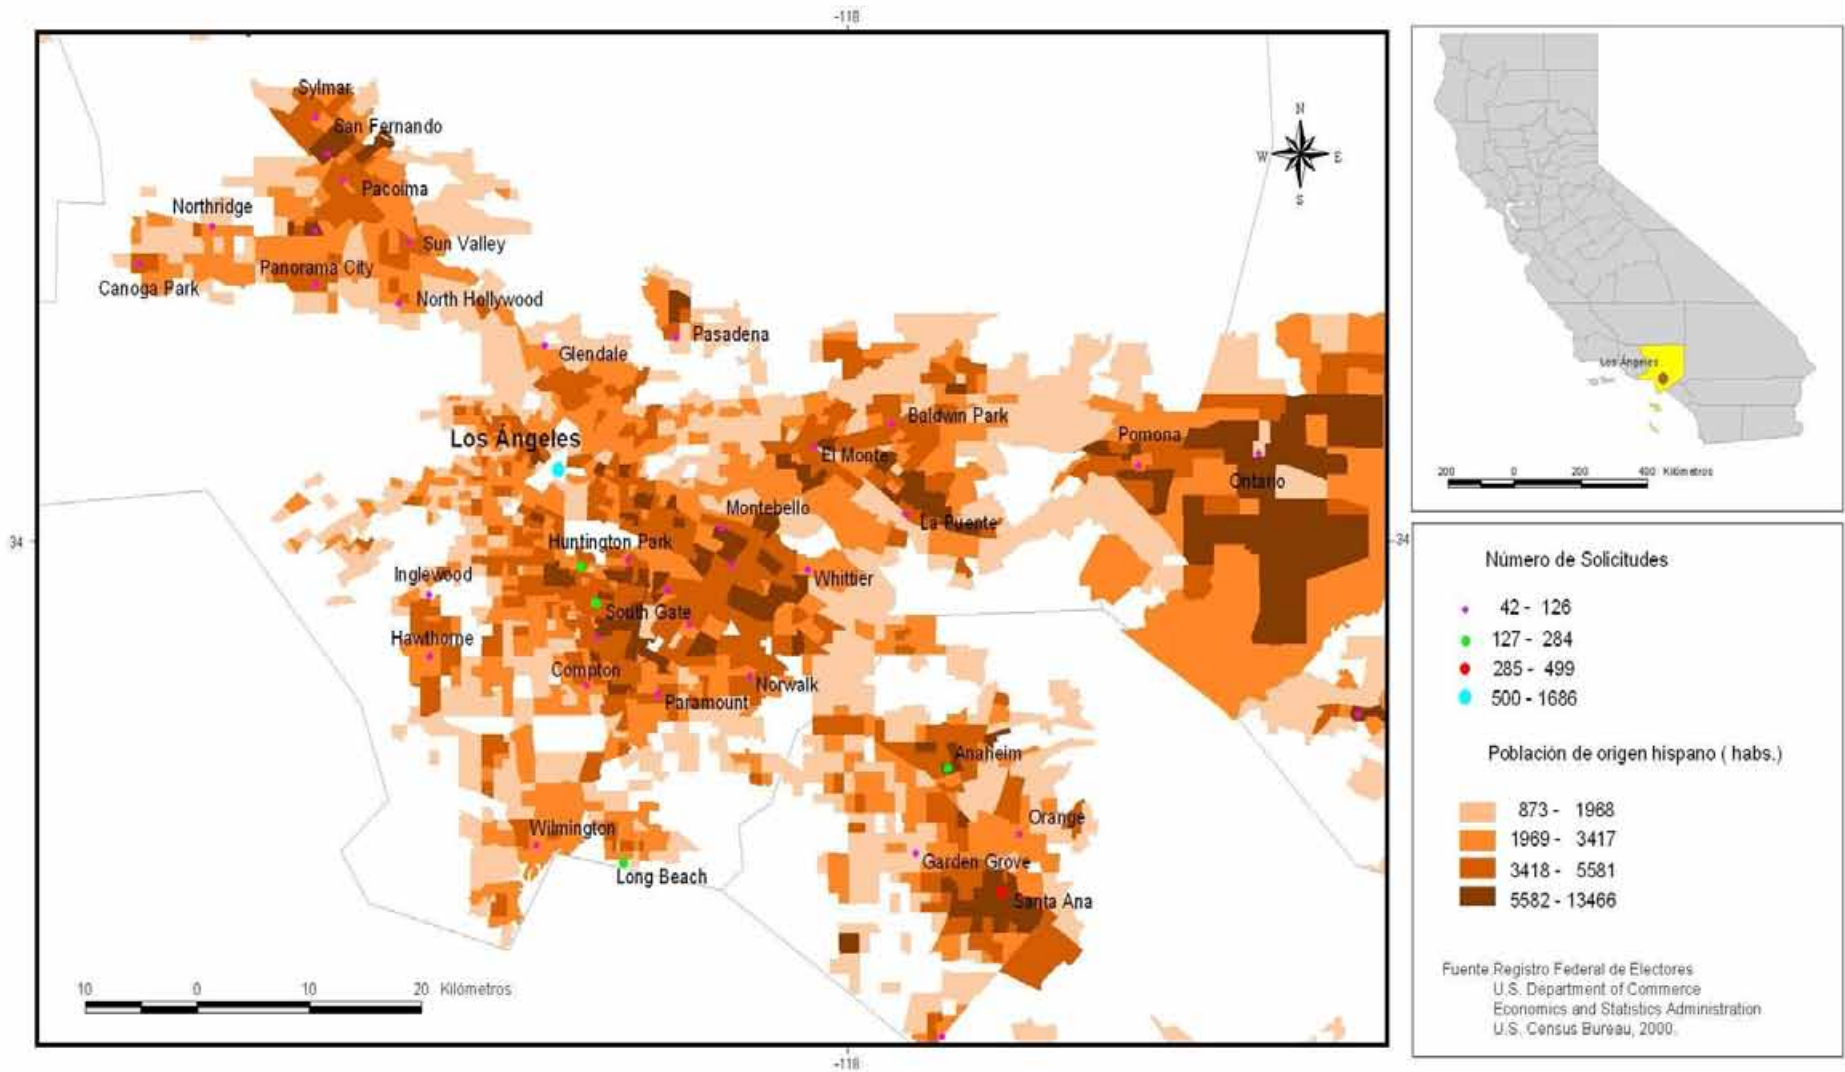 -118
N
W E
S
Sylmar
San Fernando
Pacoima
Northridge
Sun Valley
Panorama City
Canoga Park
North Hollywood
Pasadena
Glendale
Baldwin Park
Los Ángeles
Pomona
El Monte
Ontario
Montebello
La Puente
34
34
Huntington Park
Inglewood
Whittier
South Gate
Hawthorne
Compton
Norwalk
Paramount
Anaheim
Orange
Wilmington
Garden Grove
Long Beach
Santa Ana
10 0 10 20 Kilómetros
-118
Los Ángeles
200 0 200 400 Kilómetros
Número de Solicitudes
42 - 126
127 - 284
285 - 499
500 - 1686
Población de origen hispano ( habs.)
873 - 1968
1969 - 3417
3418 - 5581
5582 - 13466
Fuente Registro Federal de Electores
U.S. Department of Commerce
Economics and Statistics Administration
U.S. Census Bureau, 2000.